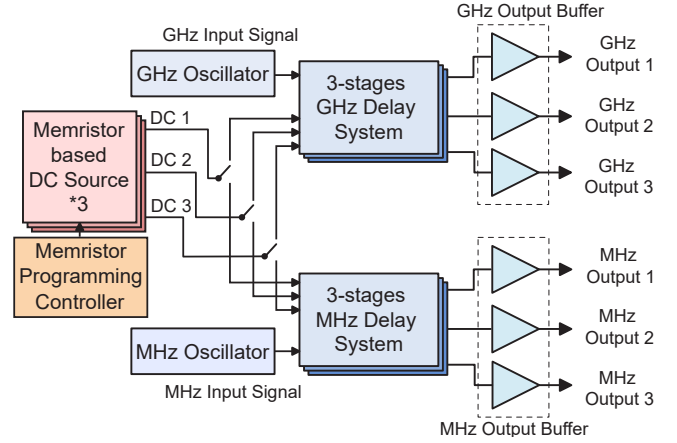 GHz Output Buffer
GHz Input Signal
GHz Oscillator
3-stages
GHz Delay
System
GHz
Output 1
GHz
Output 2
GHz
Output 3
Memristor
based
DC Source
*3
DC 1
DC 2
DC 3
Memristor
Programming
Controller
3-stages
MHz Delay
System
MHz Oscillator
MHz Input Signal
MHz
Output 1
MHz
Output 2
MHz
Output 3
MHz Output Buffer